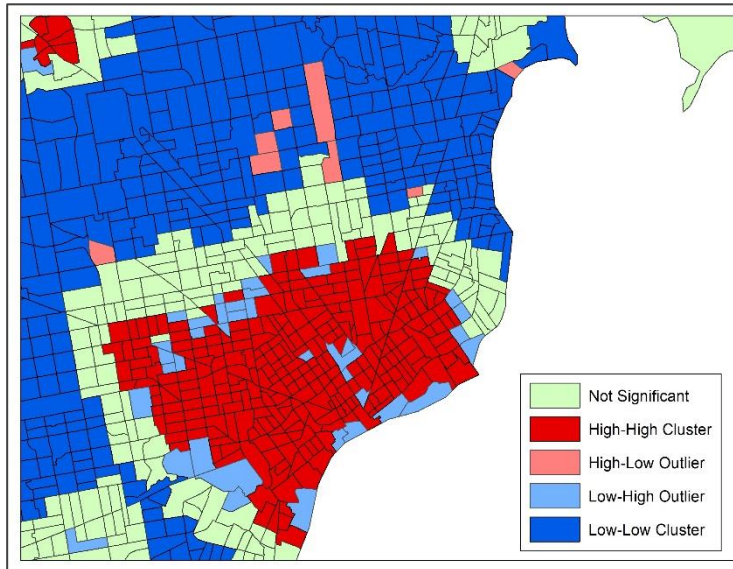 Not Significant
High-High Cluster
High-Low Outlier
Low-High Outlier
Low-Low Cluster